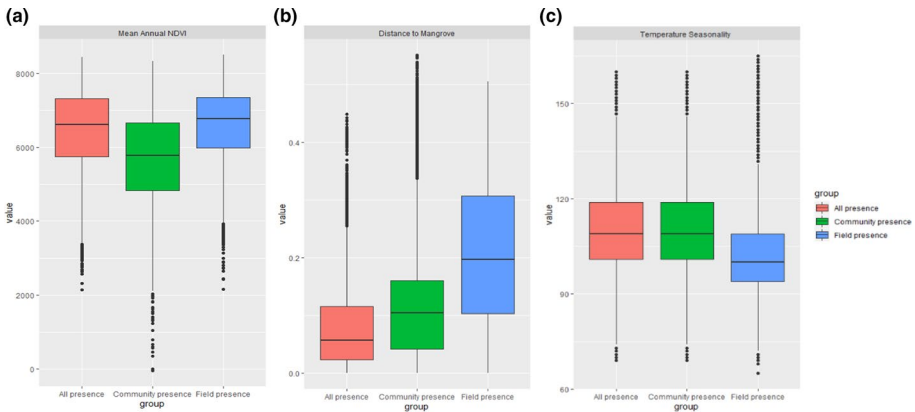 (a)
Mean Annual NDVI
value
8000
6000
4000
2000
0
All presence Community presence Field presence
group
(b)
Distance to Mangrove
value
0.4
0.2
0.0
All presence Community presence Field presence
group
(c)
Temperature Seasonality
value
150
120
90
60
All presence Community presence Field presence
group
group
All presence
Community presence
Field presence